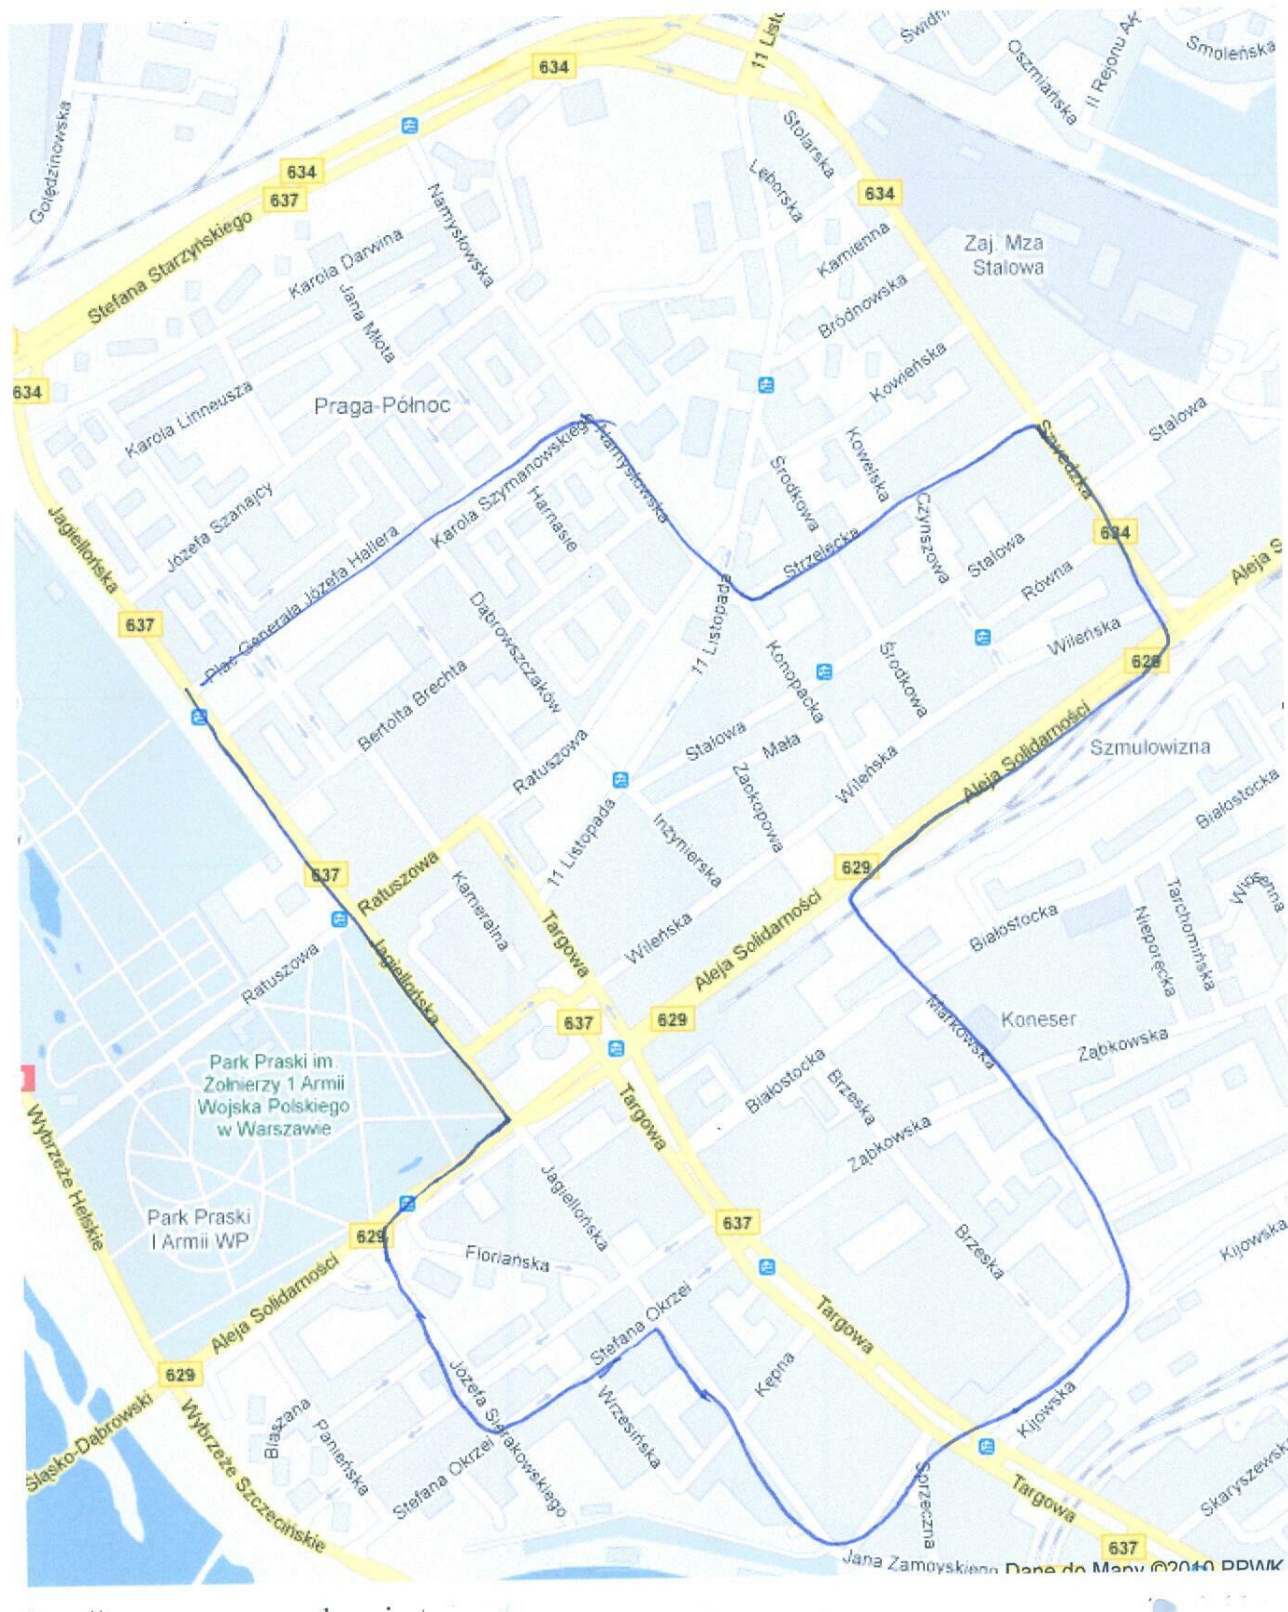 11 Listo
Świdni
Oszmiańska
II Rejonu AK
Smoleńska
634
Golędzinowska
634
637
Stolarska
Lęborska
634
Namysłowska
Stefana Starzyńskiego
Karola Darwina
Kamienna
Zaj. Mza
Stalowa
Jana Młota
Bródnowska
634
Karola Linneusza
Praga-Północ
Kowieńska
Stalowa
Szwedzka
Karola Szymanowskiego
Namysłowska
Kowelska
Środkowa
Harnasie
Józefa Szanajcy
Jagiellońska
Czynszowa
634
Strzelecka
Stalowa
Aleja S
Plac Generała Józefa Hallera
Równa
637
Dąbrowszczaków
11 Listopada
Wileńska
629
Konopacka
Środkowa
Bertolta Brechta
Ratuszowa
Stalowa
Mała
Aleja Solidarności
Szmulowizna
Wileńska
Ząbkopowa
Białostocka
11 Listopada
Inżynierska
637
Ratuszowa
629
Kameralna
Targowa
Wileńska
Aleja Solidarności
Białostocka
Tarchomińska
Nieporęcka
Wiosenna
Jagiellońska
Ratuszowa
637
629
Markowska
Koneser
Ząbkowska
Park Praski im.
Żołnierzy 1 Armii
Wojska Polskiego
w Warszawie
Targowa
Białostocka
Brzeska
Ząbkowska
Wybrzeże Helskie
Park Praski
I Armii WP
629
Jagiellońska
637
Floriańska
Brzeska
Kijowska
Aleja Solidarności
Stefana Okrzei
Targowa
629
Józefa Sierakowskiego
Kępna
Wrzesińska
Kijowska
Śląsko-Dąbrowski
Wybrzeże Szczecińskie
Blaszana
Panieńska
Stefana Okrzei
Sprzeczna
Targowa
Skaryszewsk
637
Jana Zamoyskiego
Dane do Mapy ©2010 PPWK